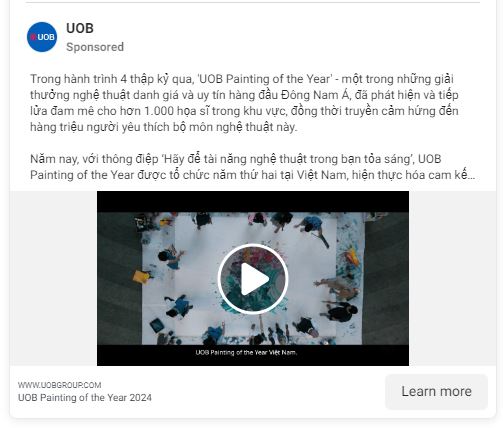 UOB
UOB
Sponsored
Trong hành trình 4 thập kỷ qua, 'UOB Painting of the Year' - một trong những giải
thưởng nghệ thuật danh giá và uy tín hàng đầu Đông Nam Á, đã phát hiện và tiếp
lửa đam mê cho hơn 1.000 họa sĩ trong khu vực, đồng thời truyền cảm hứng đến
hàng triệu người yêu thích bộ môn nghệ thuật này.
Năm nay, với thông điệp ‘Hãy để tài năng nghệ thuật trong bạn tỏa sáng’, UOB
Painting of the Year được tổ chức năm thứ hai tại Việt Nam, hiện thực hóa cam kế...
UOB Painting of the Year Việt Nam.
WWW.UOBGROUP.COM
UOB Painting of the Year 2024
Learn more